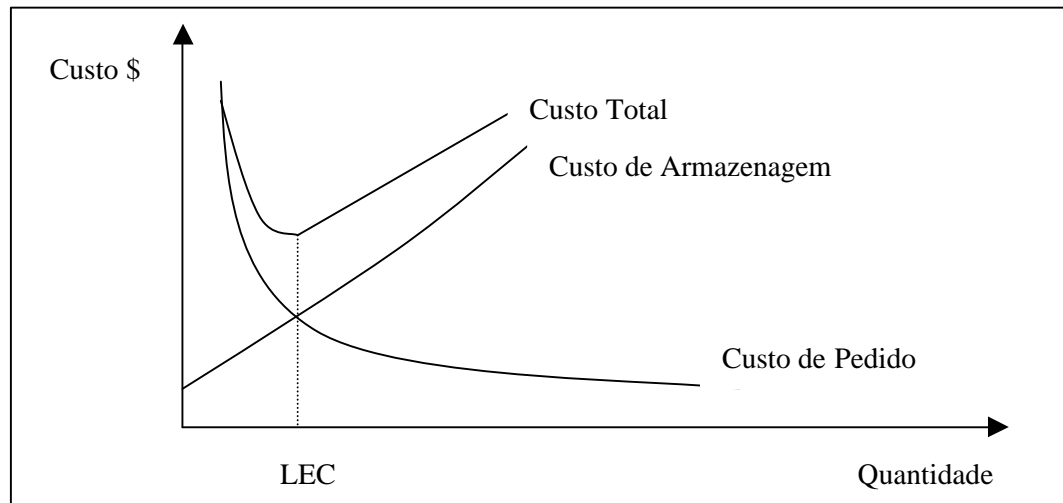 Custo $
Custo Total
Custo de Armazenagem
Custo de Pedido
LEC
Quantidade